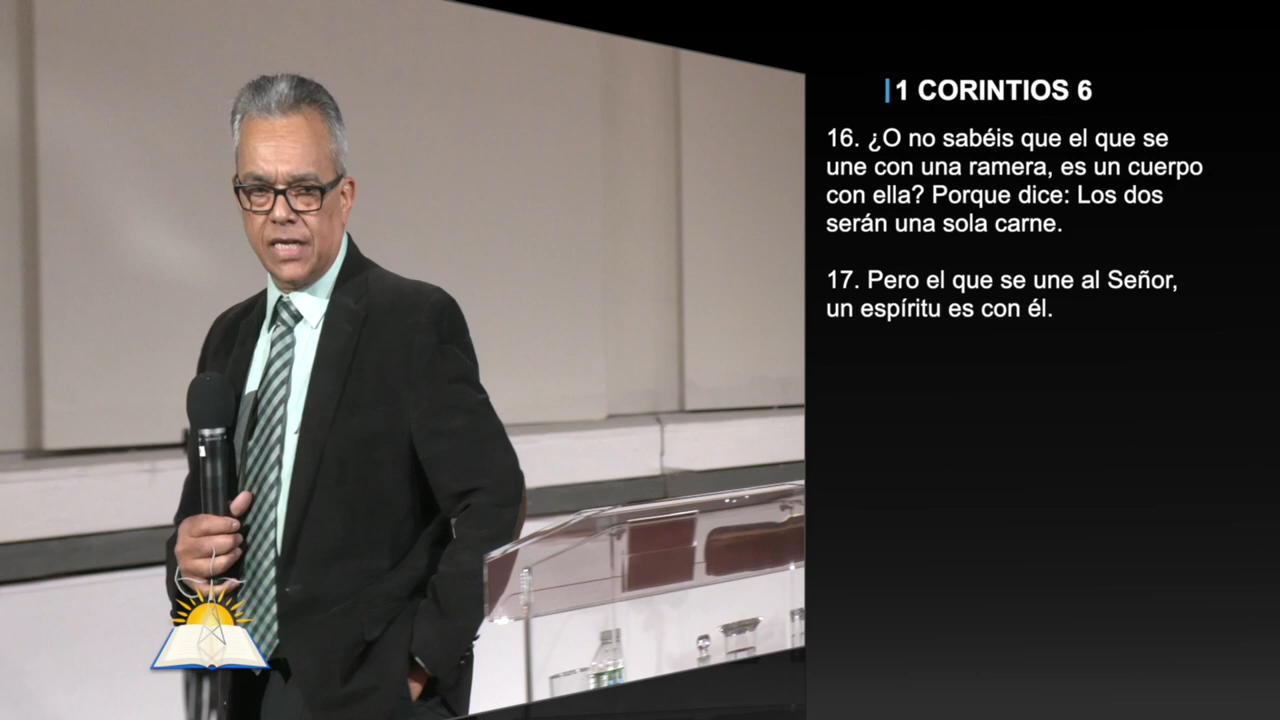 1 CORINTIOS 6
16. ¿O no sabéis que el que se
une con una ramera, es un cuerpo
con ella? Porque dice: Los dos
serán una sola carne.
17. Pero el que se une al Señor,
un espíritu es con él.